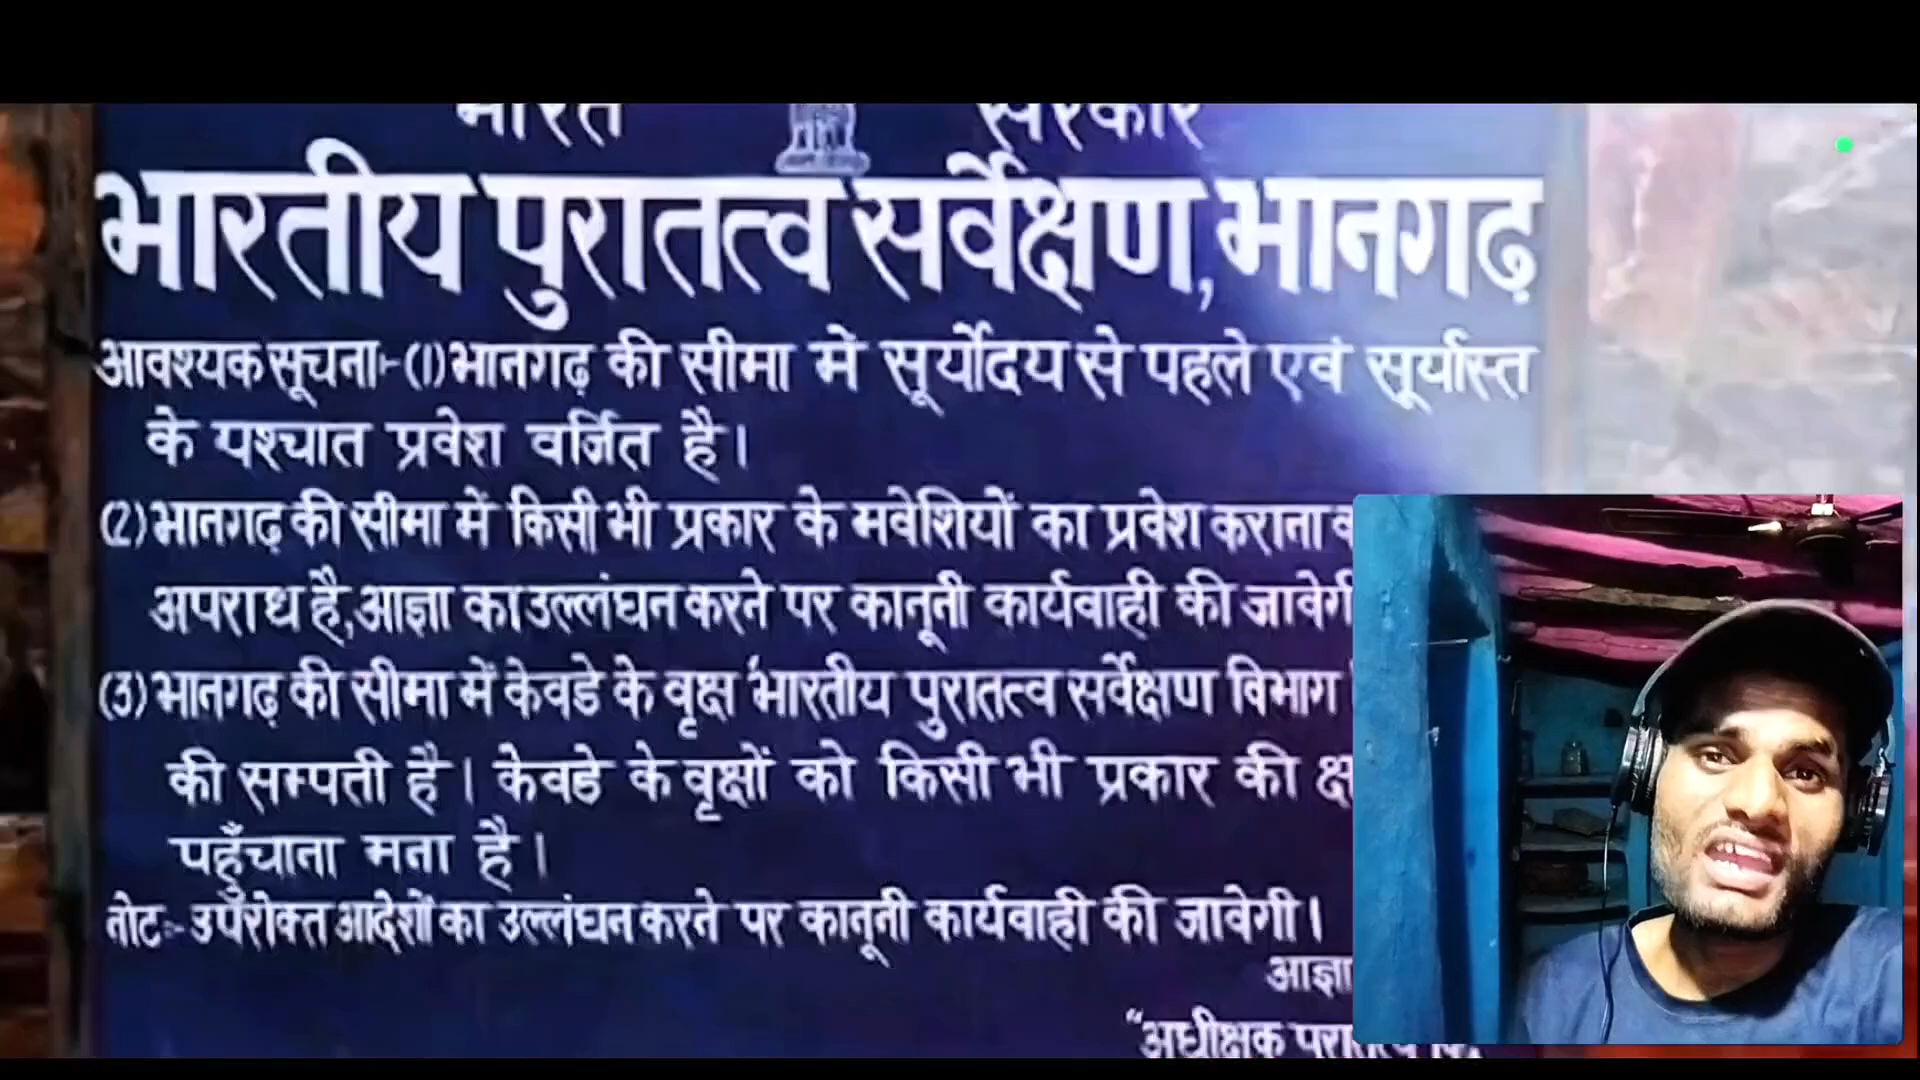 भारत सरकार
भारतीय पुरातत्व सर्वेक्षण, भानगढ़
आवश्यक सूचनाः-(1) भानगढ़ की सीमा में सूर्योदय से पहले एवं सूर्यास्त
के पश्चात प्रवेश वर्जित है।
(2) भानगढ़ की सीमा में किसी भी प्रकार के मवेशियों का प्रवेश कराना
अपराध है, आज्ञा का उल्लंघन करने पर कानूनी कार्यवाही की जावेगी
(3) भानगढ़ की सीमा में केवडे के वृक्ष भारतीय पुरातत्व सर्वेक्षण विभाग
की सम्पती है। केवडे के वृक्षों को किसी भी प्रकार की
पहुँचाना मना है।
नोटः- उपरोक्त आदेशों का उल्लंघन करने पर कानूनी कार्यवाही की जावेगी।
आज्ञा
"अधीक्षक